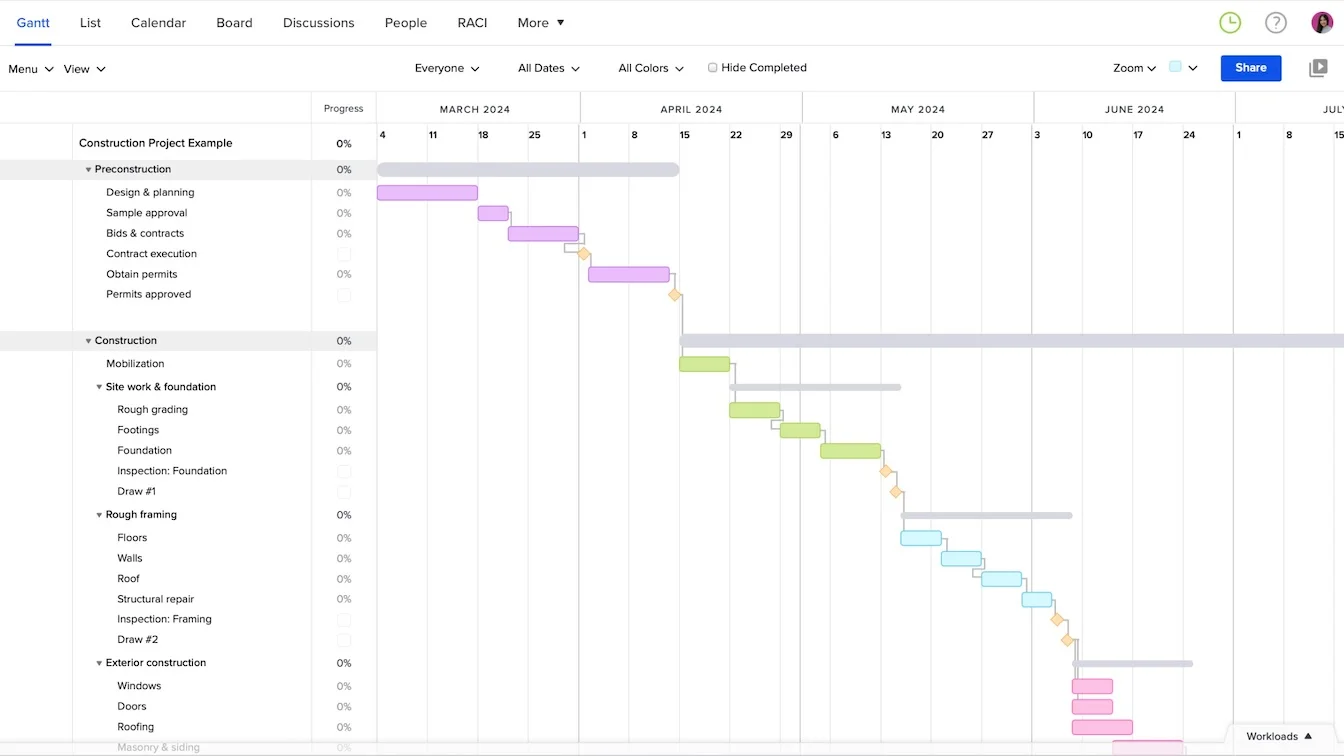 Gantt List Calendar Board Discussions People RACI More
Menu View Everyone All Dates All Colors Hide Completed Zoom Share
Progress MARCH 2024 APRIL 2024 MAY 2024 JUNE 2024 JULY
4 11 18 25 1 8 15 22 29 6 13 20 27 3 10 17 24 1 8 15
Construction Project Example 0%
Preconstruction 0%
Design & planning 0%
Sample approval 0%
Bids & contracts 0%
Contract execution
Obtain permits 0%
Permits approved
Construction 0%
Mobilization 0%
Site work & foundation 0%
Rough grading 0%
Footings 0%
Foundation 0%
Inspection: Foundation
Draw #1
Rough framing 0%
Floors 0%
Walls 0%
Roof 0%
Structural repair 0%
Inspection: Framing
Draw #2
Exterior construction 0%
Windows 0%
Doors 0%
Roofing 0%
Workloads
Masonry & siding 0%